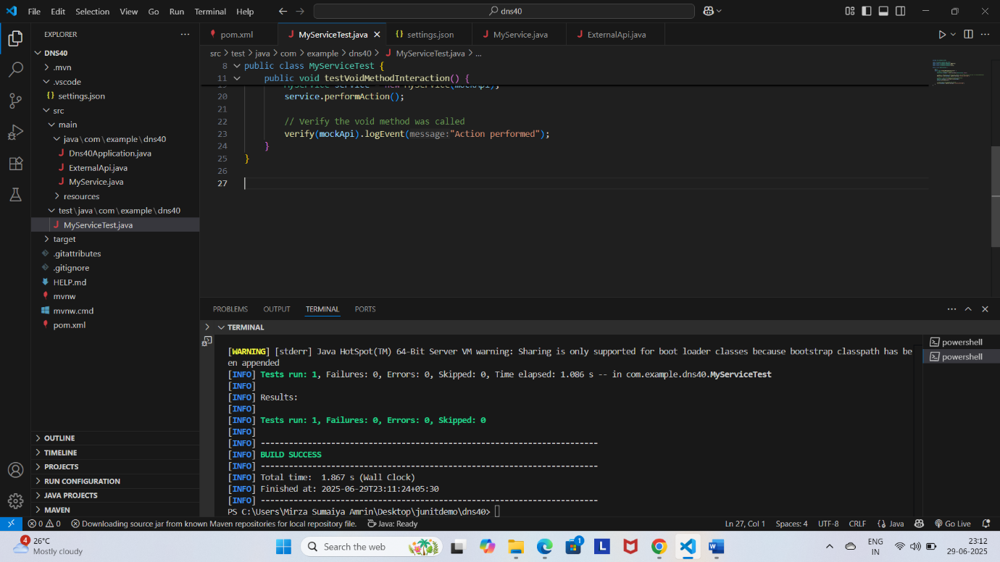 File Edit Selection View Go Run Terminal Help
dns40
EXPLORER
DNS40
.mvn
.vscode
{} settings.json
src
main
java\com\example\dns40
J Dns40Application.java
J ExternalApi.java
J MyService.java
resources
test\java\com\example\dns40
J MyServiceTest.java
target
.gitattributes
.gitignore
HELP.md
mvnw
mvnw.cmd
pom.xml
OUTLINE
TIMELINE
PROJECTS
RUN CONFIGURATION
JAVA PROJECTS
MAVEN
pom.xml J MyServiceTest.java {} settings.json J MyService.java J ExternalApi.java
src > test > java > com > example > dns40 > J MyServiceTest.java > ...
8 public class MyServiceTest {
11 public void testVoidMethodInteraction() {
19 MyService service = new MyService(mockApi);
20 service.performAction();
21
22 // Verify the void method was called
23 verify(mockApi).logEvent(message:"Action performed");
24 }
25 }
26
27
PROBLEMS OUTPUT TERMINAL PORTS
TERMINAL
[WARNING] [stderr] Java HotSpot(TM) 64-Bit Server VM warning: Sharing is only supported for boot loader classes because bootstrap classpath has be
en appended
[INFO] Tests run: 1, Failures: 0, Errors: 0, Skipped: 0, Time elapsed: 1.086 s -- in com.example.dns40.MyServiceTest
[INFO]
[INFO] Results:
[INFO]
[INFO] Tests run: 1, Failures: 0, Errors: 0, Skipped: 0
[INFO]
[INFO] ------------------------------------------------------------------------
[INFO] BUILD SUCCESS
[INFO] ------------------------------------------------------------------------
[INFO] Total time:  1.867 s (Wall Clock)
[INFO] Finished at: 2025-06-29T23:11:24+05:30
[INFO] ------------------------------------------------------------------------
PS C:\Users\Mirza Sumaiya Amrin\Desktop\junitdemo\dns40>
powershell
powershell
0 0 Downloading source jar from known Maven repositories for local repository file. Java: Ready Ln 27, Col 1 Spaces: 4 UTF-8 CRLF {} Java Go Live
4
26°C
Mostly cloudy
Search the web
1
L
W
ENG
IN
23:12
29-06-2025